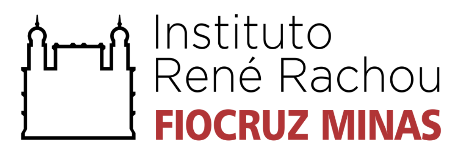 Instituto
René Rachou
FIOCRUZ MINAS